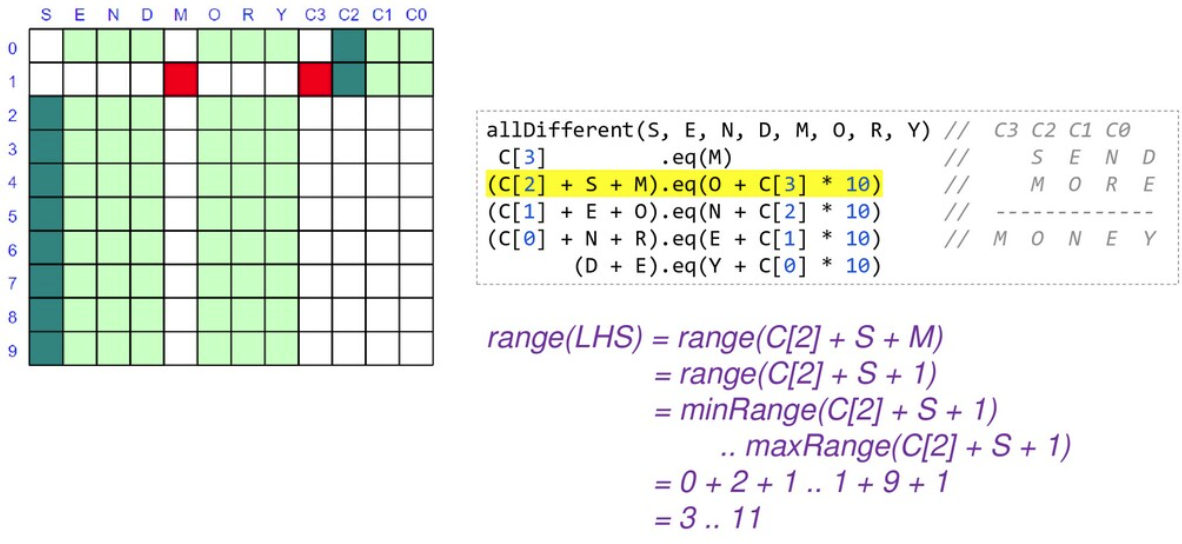 S E N D M O R Y C3 C2 C1 C0
0
1
2
3
4
5
6
7
8
9
allDifferent(S, E, N, D, M, O, R, Y) // C3 C2 C1 C0
C[3] .eq(M) // S E N D
(C[2] + S + M).eq(O + C[3] * 10) // M O R E
(C[1] + E + O).eq(N + C[2] * 10) // -------------
(C[0] + N + R).eq(E + C[1] * 10) // M O N E Y
(D + E).eq(Y + C[0] * 10)
range(LHS) = range(C[2] + S + M)
= range(C[2] + S + 1)
= minRange(C[2] + S + 1)
.. maxRange(C[2] + S + 1)
= 0 + 2 + 1 .. 1 + 9 + 1
= 3 .. 11